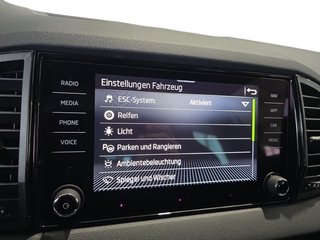 Einstellungen Fahrzeug
RADIO
MEDIA
PHONE
VOICE
ESC-System: Aktiviert
Reifen
Licht
Parken und Rangieren
Ambientebeleuchtung
Spiegel und Wischer
NAV
APP
CAR
MENU